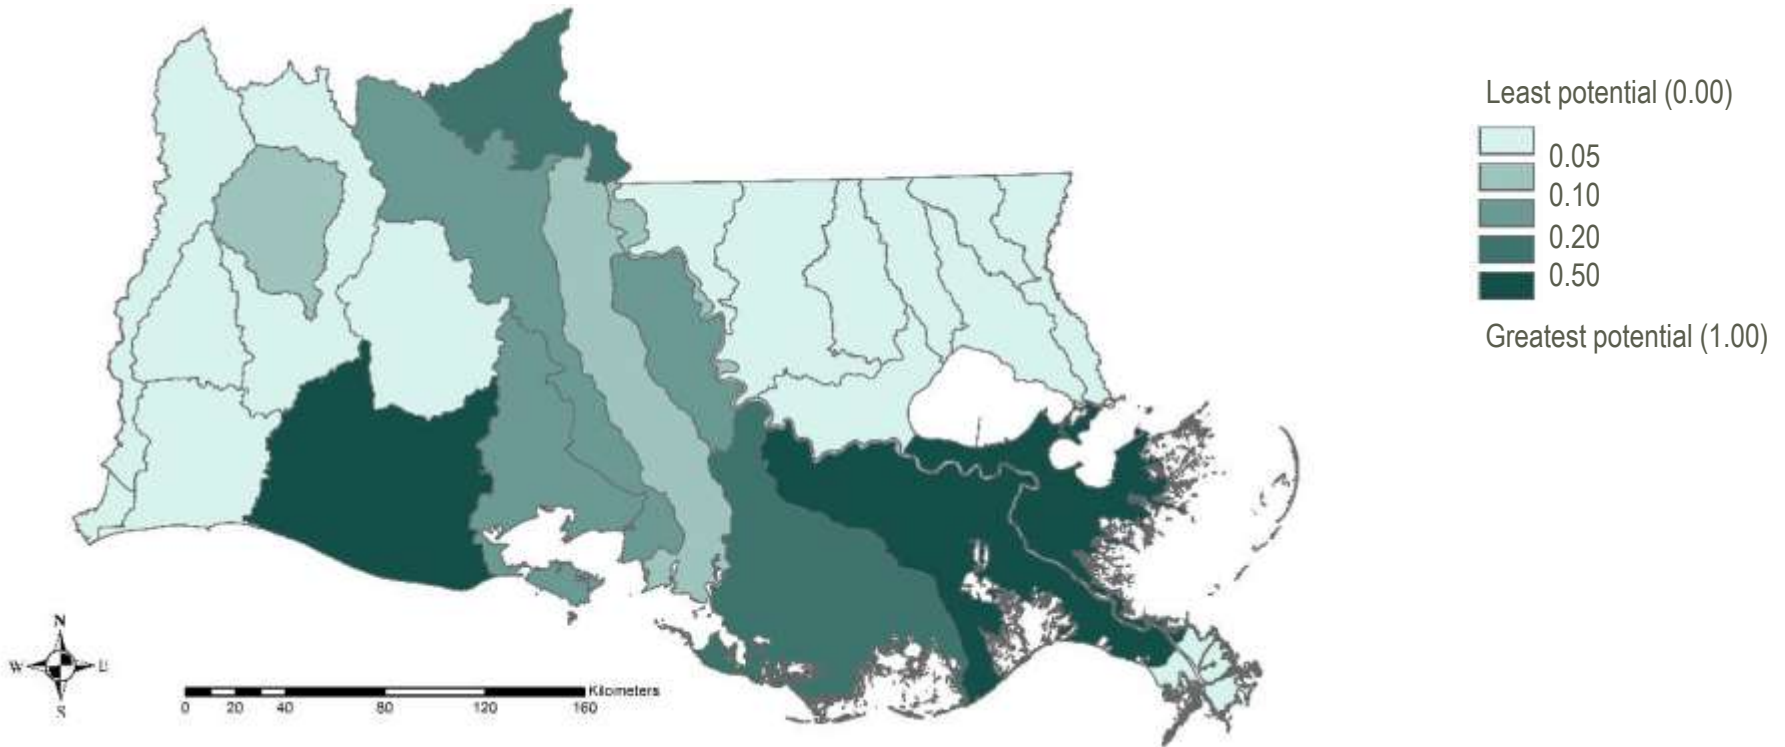 Least potential (0.00)
0.05
0.10
0.20
0.50
Greatest potential (1.00)
N
W E
S
Kilometers
0 20 40 80 120 160